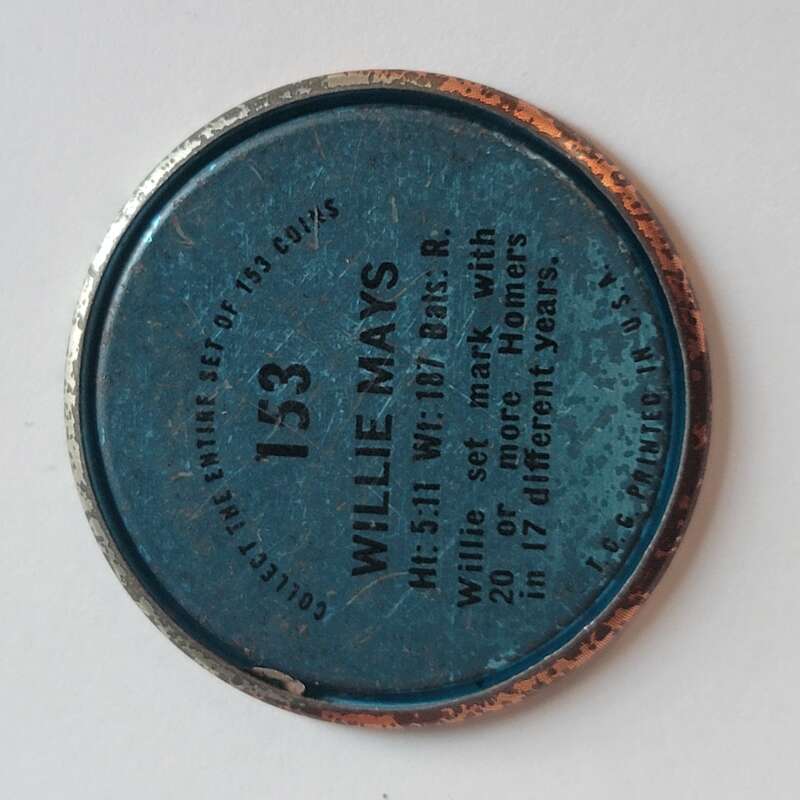 COLLECT THE ENTIRE SET OF 153 COINS
153
WILLIE MAYS
Ht: 5:11 Wt: 187 Bats: R.
Willie set mark with
20 or more Homers
in 17 different years.
T.C.G. PRINTED IN U.S.A.